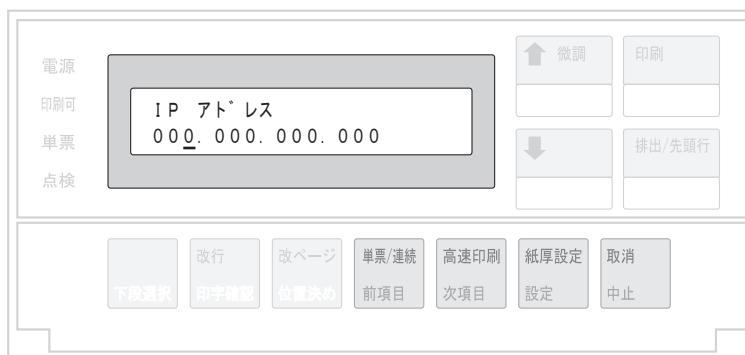 電源
印刷可
単票
点検
IP アドレス
000.000.000.000
微調
印刷
排出/先頭行
下段選択
改行
印字確認
改ページ
位置決め
単票/連続
前項目
高速印刷
次項目
紙厚設定
設定
取消
中止